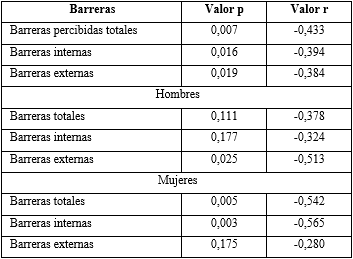 Barreras Valor p Valor r
Barreras percibidas totales 0,007 -0,433
Barreras internas 0,016 -0,394
Barreras externas 0,019 -0,384
Hombres
Barreras totales 0,111 -0,378
Barreras internas 0,177 -0,324
Barreras externas 0,025 -0,513
Mujeres
Barreras totales 0,005 -0,542
Barreras internas 0,003 -0,565
Barreras externas 0,175 -0,280